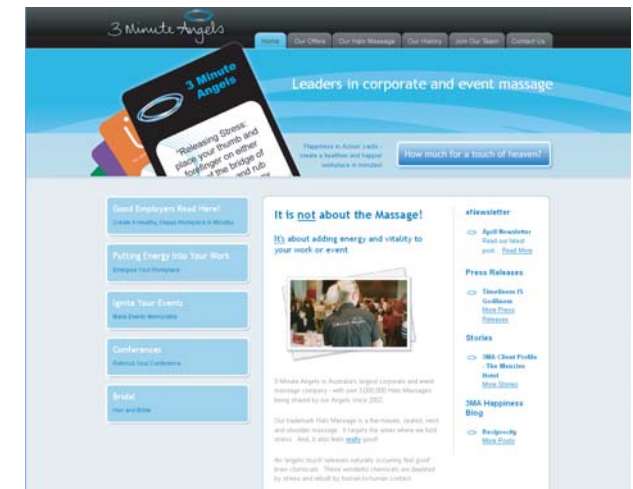 3 Minute Angels
Home
Our Offers
Our Halo Massage
Our History
Join Our Team
Contact Us
3 Minute
Angels
"Releasing Stress:
place your thumb and
forefinger on either
of the bridge of
and rub
Leaders in corporate and event massage
'Happiness in Action' cards -
create a healthier and happier
workplace in minutes!
How much for a touch of heaven?
Good Employers Read Here!
Create A Healthy, Happy Workplace In Minutes
Putting Energy Into Your Work
Energise Your Workplace
Ignite Your Events
Make Events Memorable
Conferences
Your Conference
Bridal
Hen and Bridal
It is not about the Massage!
It's about adding energy and vitality to
your work or event
3 Minute Angels
3 Minute Angels is Australia's largest corporate and event
massage company - with over 3,000,000 Halo Massages
being shared by our Angels since 2002.
Our trademark Halo Massage is a five minute, seated, neck
and shoulder massage. It targets the areas where we hold
stress. And, it also feels really good!
An 'angelic touch' releases naturally occuring 'feel good'
brain chemicals. These wonderful chemicals are depleted
by stress and rebuilt by human-to-human contact.
eNewsletter
April Newsletter
Read our latest
post... Read More
Press Releases
Timeliness IS
Godliness
More Press
Releases
Stories
3MA Client Profile
- The Menzies
Hotel
More Stories
3MA Happiness
Blog
Reciprocity
More Posts